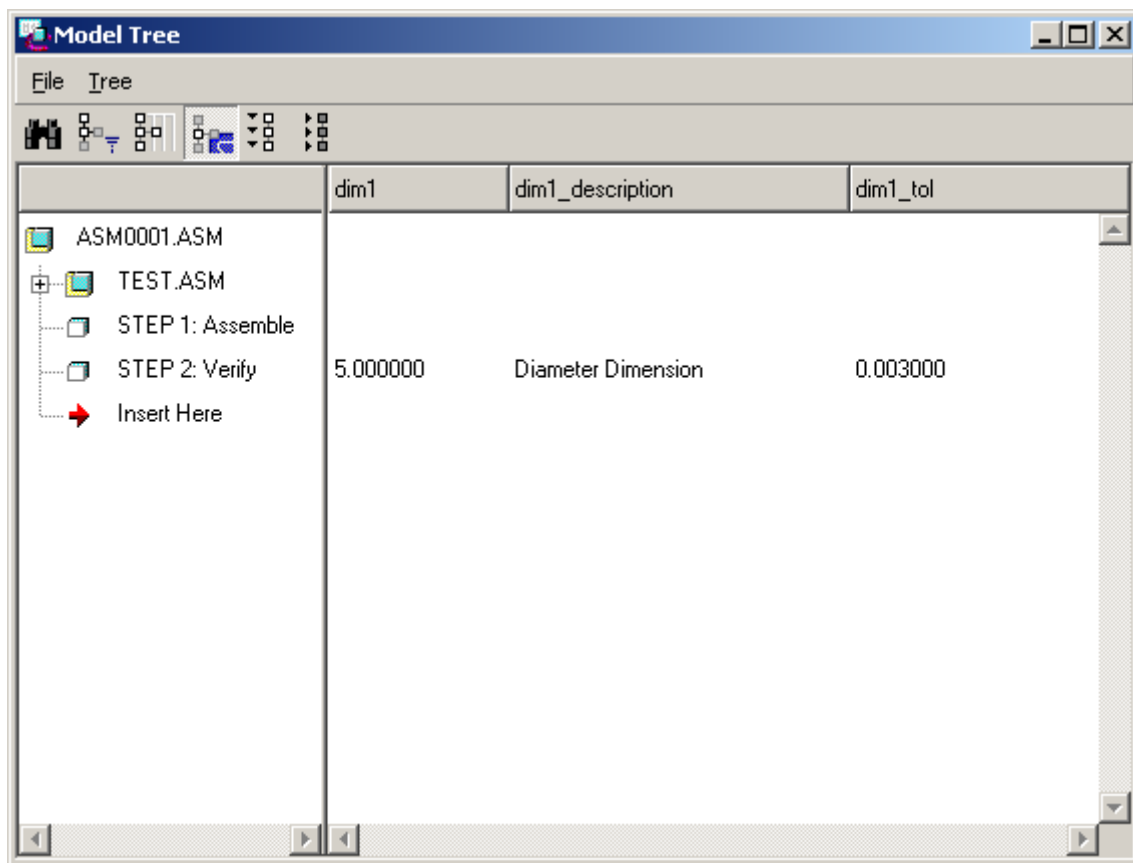 Model Tree
File Tree
dim1 dim1_description dim1_tol
ASM0001.ASM
TEST.ASM
STEP 1: Assemble
STEP 2: Verify 5.000000 Diameter Dimension 0.003000
Insert Here